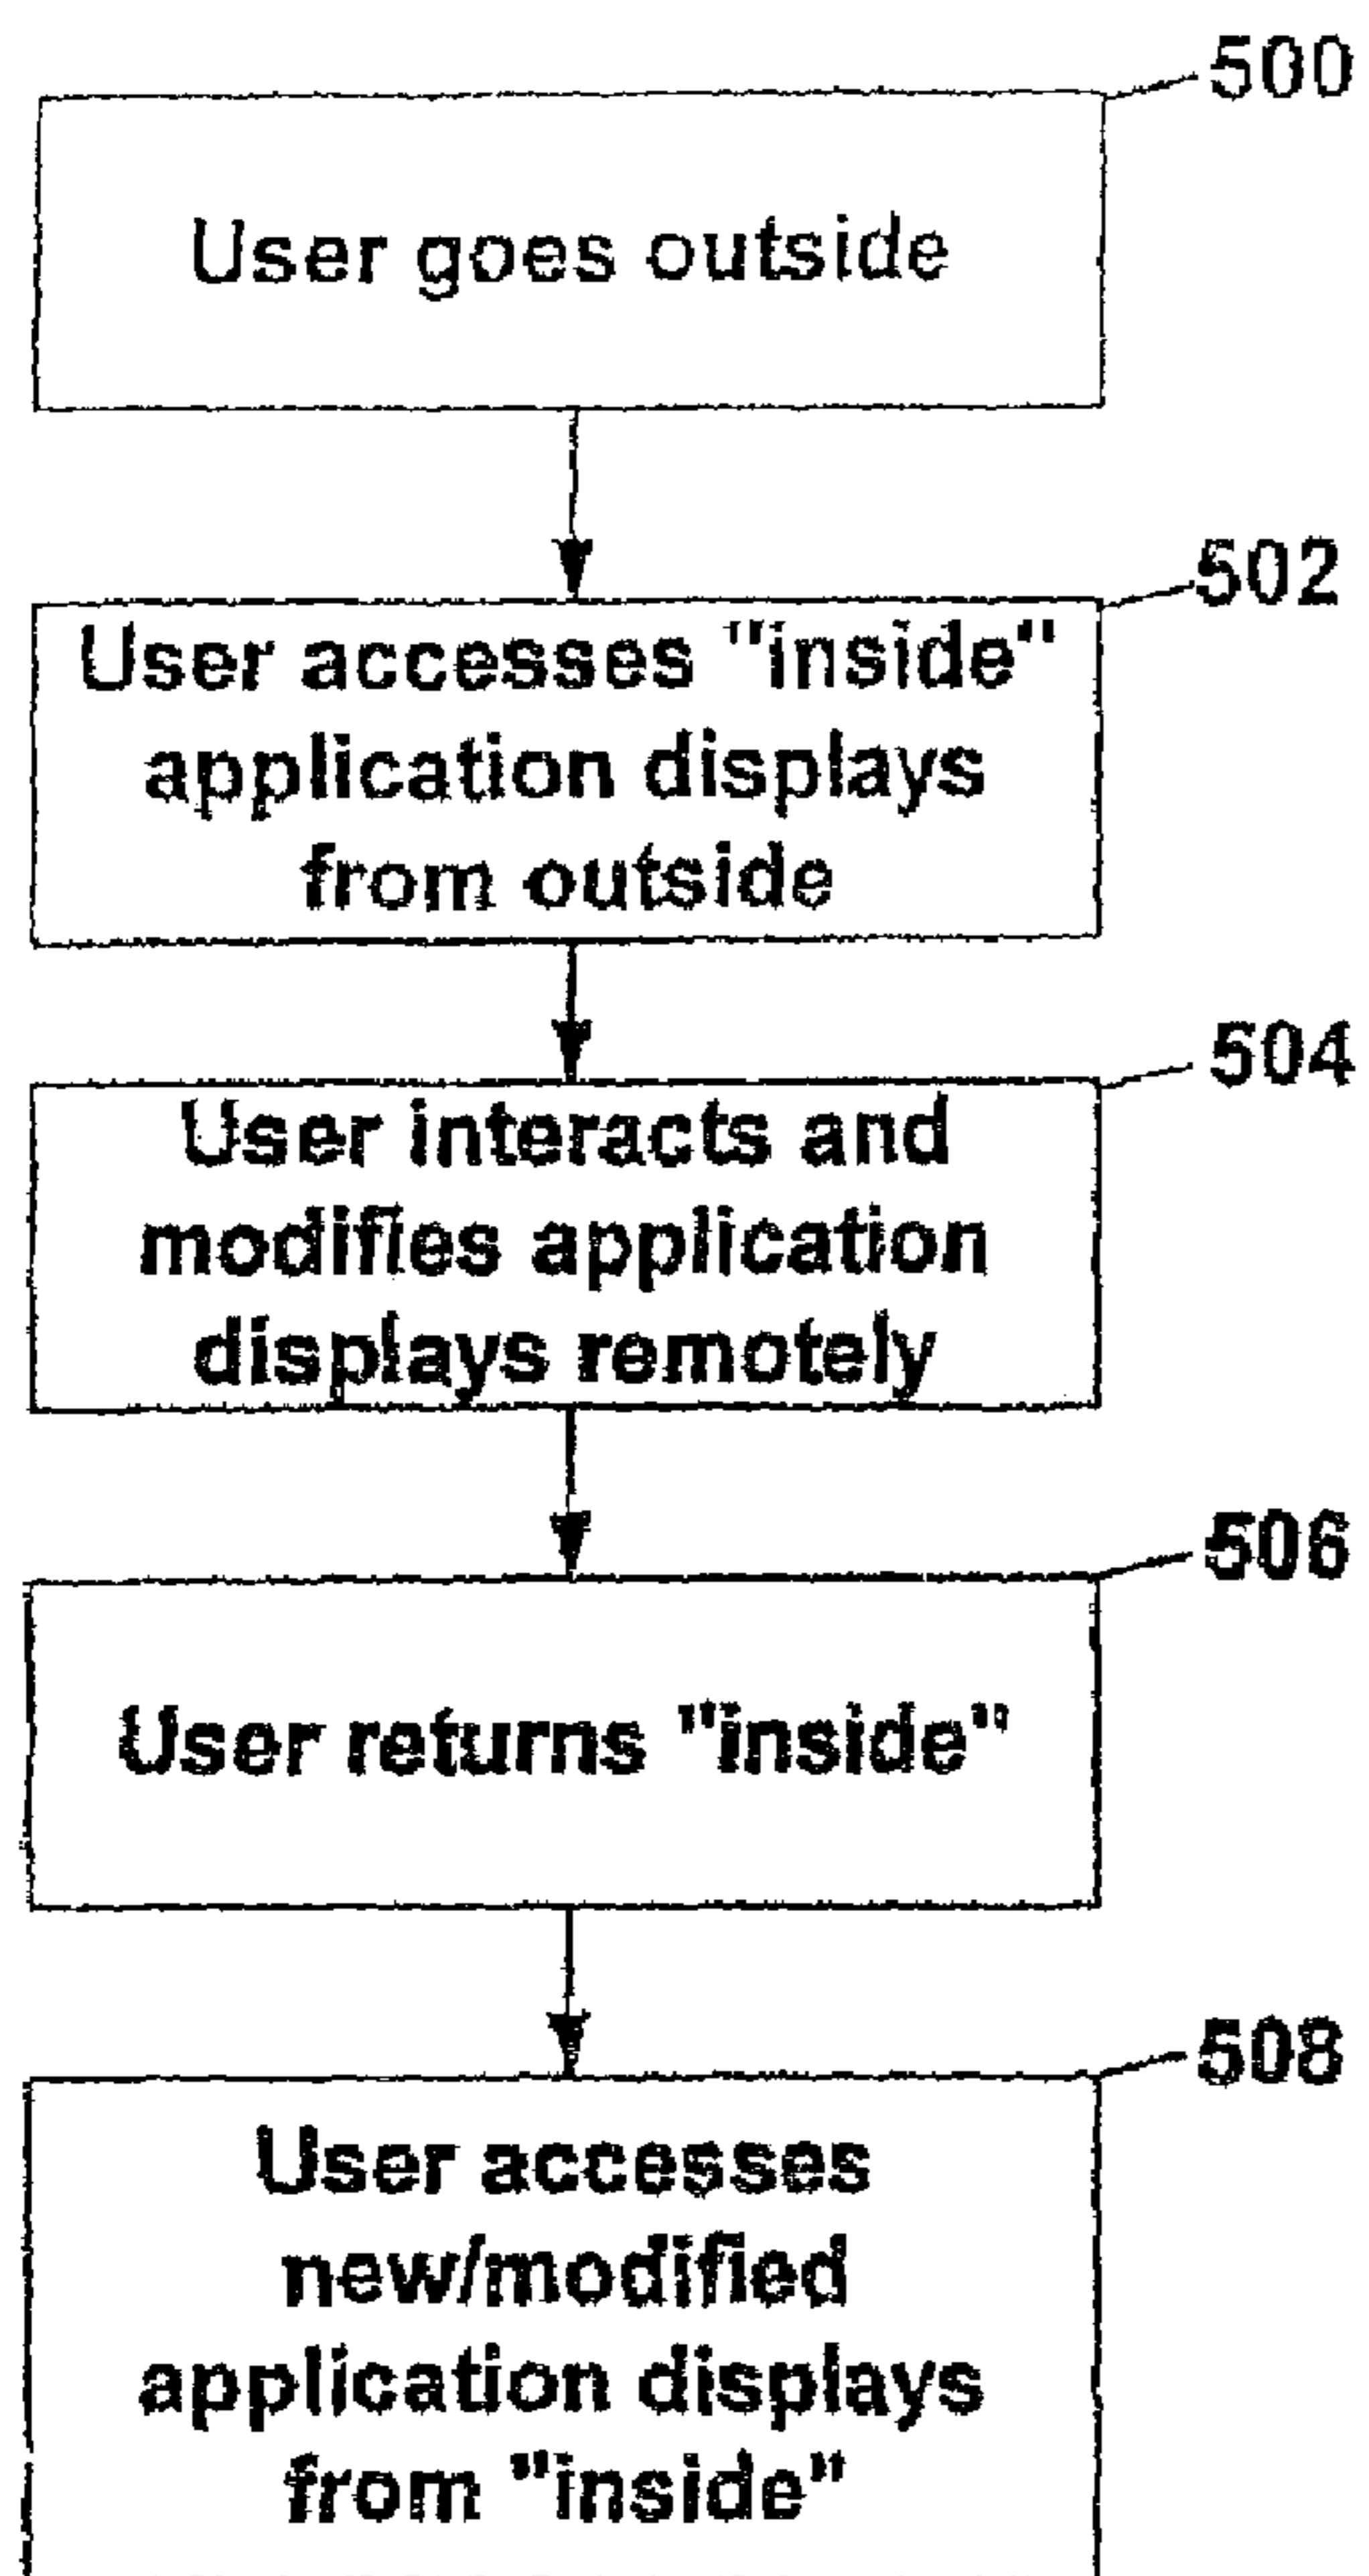 500
User goes outside
502
User accesses "inside"
application displays
from outside
504
User interacts and
modifies application
displays remotely
506
User returns "inside"
508
User accesses
new/modified
application displays
from "inside"